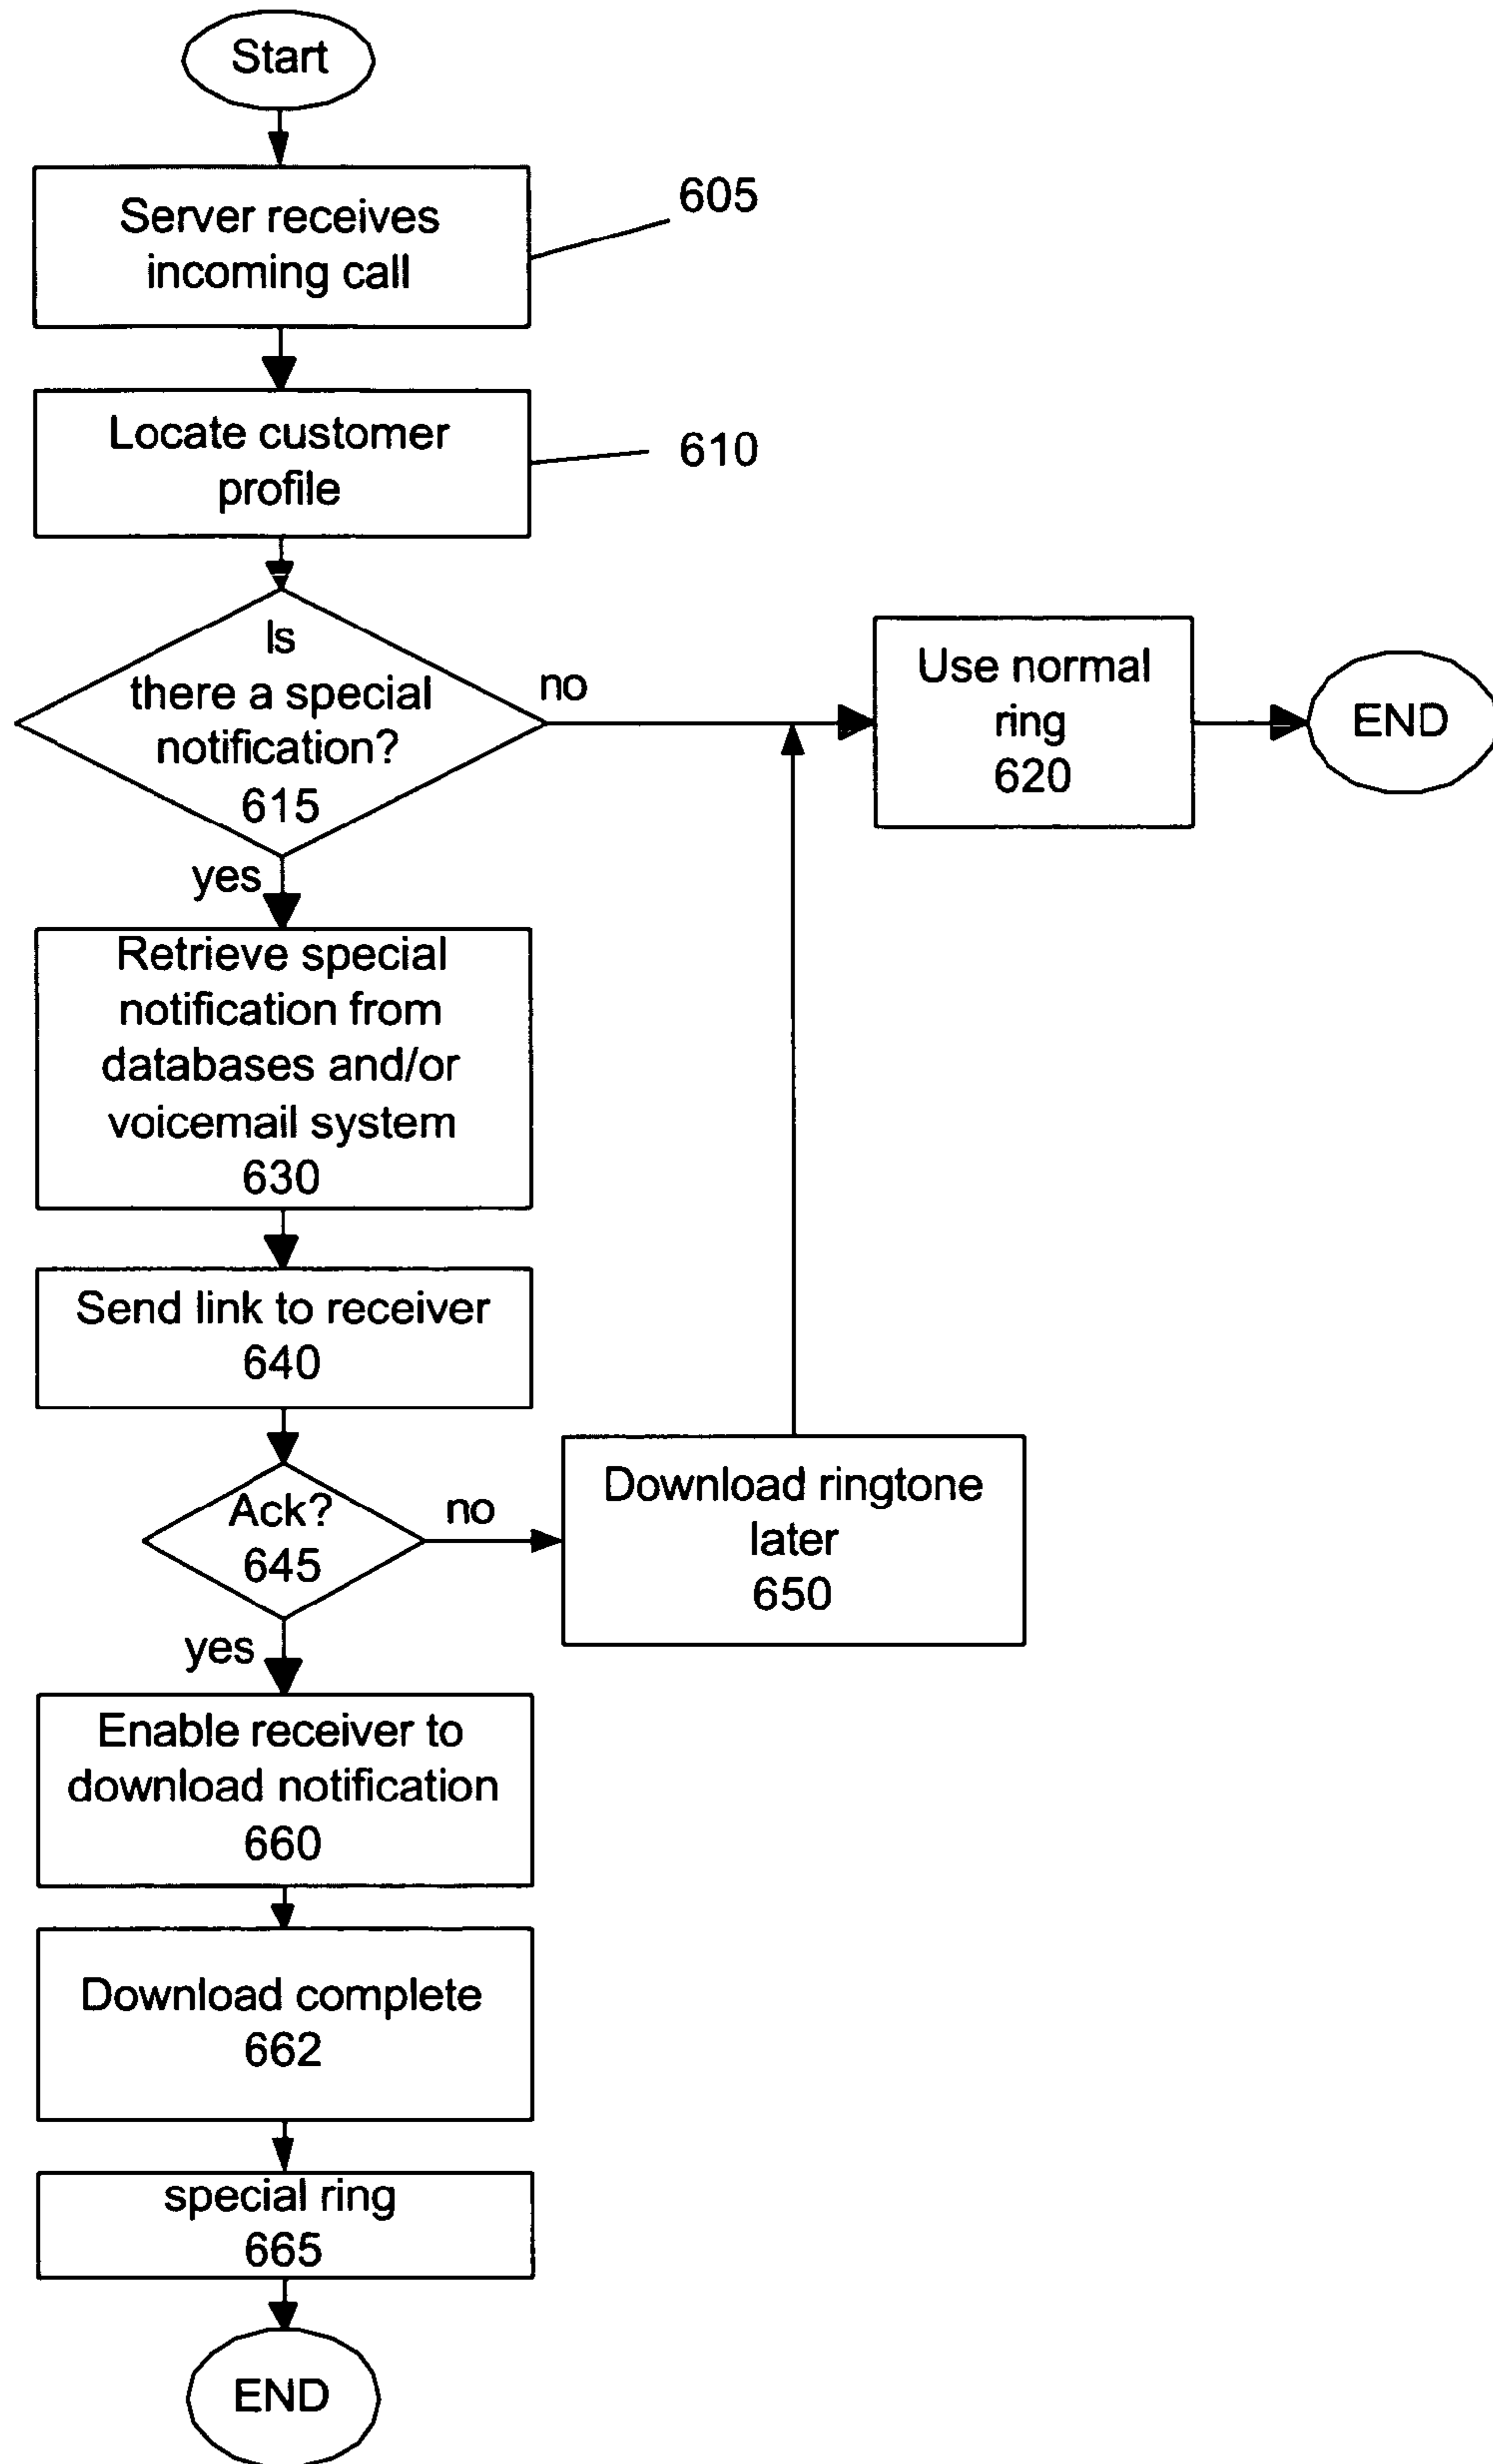 Start
Server receives
incoming call
605
Locate customer
profile
610
Is
there a special
notification?
615
no
Use normal
ring
620
END
yes
Retrieve special
notification from
databases and/or
voicemail system
630
Send link to receiver
640
Ack?
645
no
Download ringtone
later
650
yes
Enable receiver to
download notification
660
Download complete
662
special ring
665
END